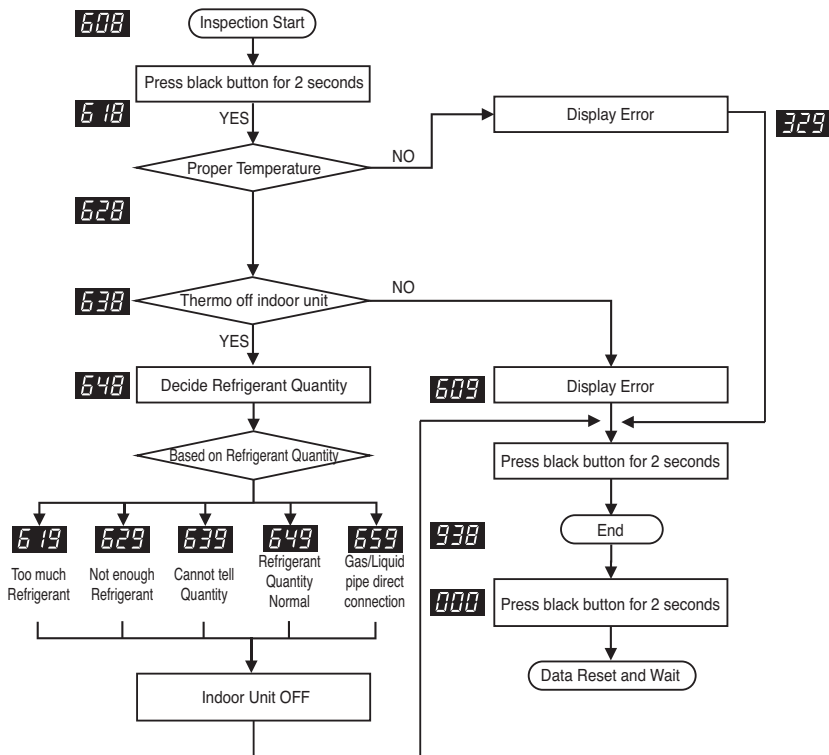 608
Inspection Start
Press black button for 2 seconds
618
YES
NO
Display Error
329
Proper Temperature
628
638
Thermo off indoor unit
NO
YES
648
Decide Refrigerant Quantity
609
Display Error
Based on Refrigerant Quantity
Press black button for 2 seconds
619
629
639
649
659
Too much
Refrigerant
Not enough
Refrigerant
Cannot tell
Quantity
Refrigerant
Quantity
Normal
Gas/Liquid
pipe direct
connection
938
End
000
Press black button for 2 seconds
Indoor Unit OFF
Data Reset and Wait